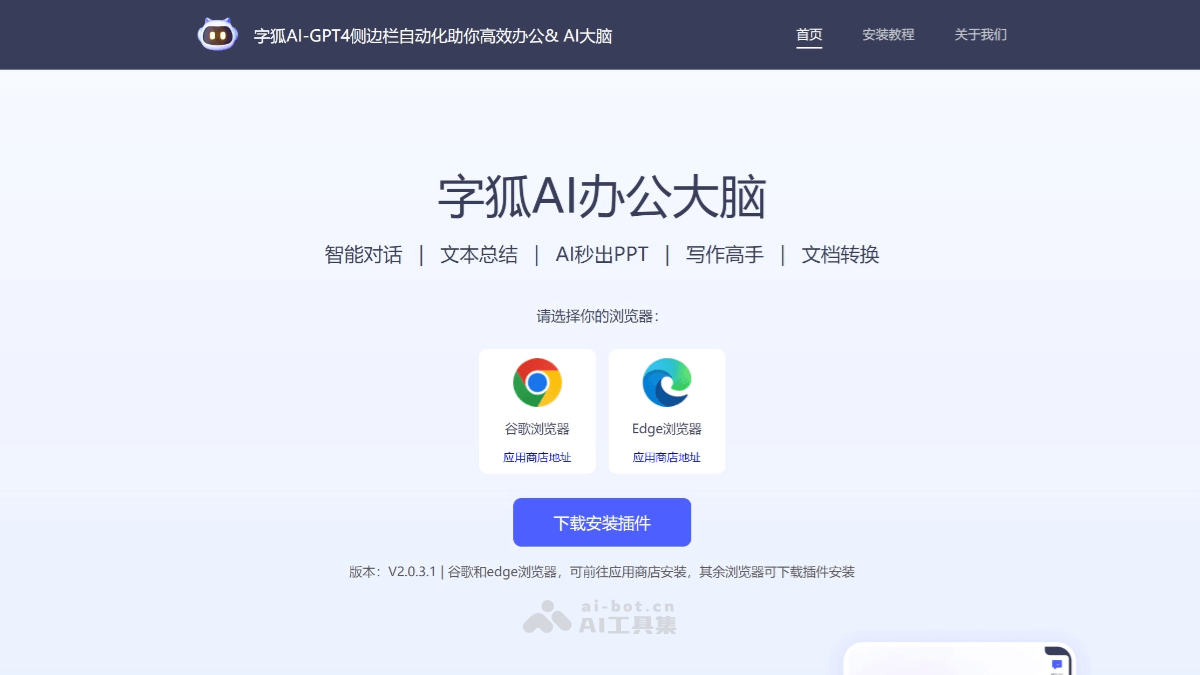 字狐AI-GPT4侧边栏自动化助你高效办公& AI大脑
首页 安装教程 关于我们
字狐AI办公大脑
智能对话 | 文本总结 | AI秒出PPT | 写作高手 | 文档转换
请选择你的浏览器：
谷歌浏览器 Edge浏览器
应用商店地址 应用商店地址
下载安装插件
版本：V2.0.3.1 | 谷歌和edge浏览器，可前往应用商店安装，其余浏览器可下载插件安装
ai-bot.cn
AI工具集